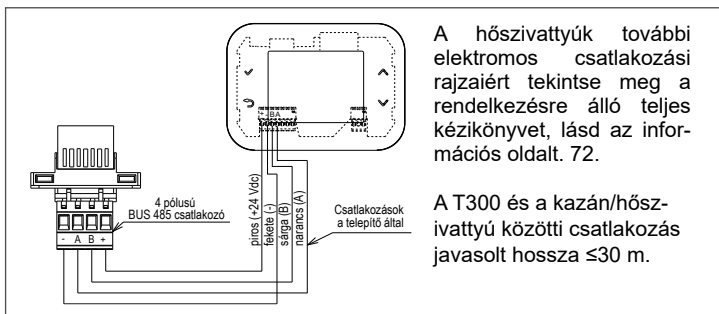 A hőszivattyúk további
elektromos csatlakozási
rajzaiért tekintse meg a
rendelkezésre álló teljes
kézikönyvet, lásd az infor-
mációs oldalt. 72.
A T300 és a kazán/hősz-
ivattyú közötti csatlakozás
javasolt hossza ≤30 m.
+ - BA
4 pólusú
BUS 485 csatlakozó
- A B +
piros (+24 Vdc)
fekete (-)
sárga (B)
narancs (A)
Csatlakozások
a telepítő által